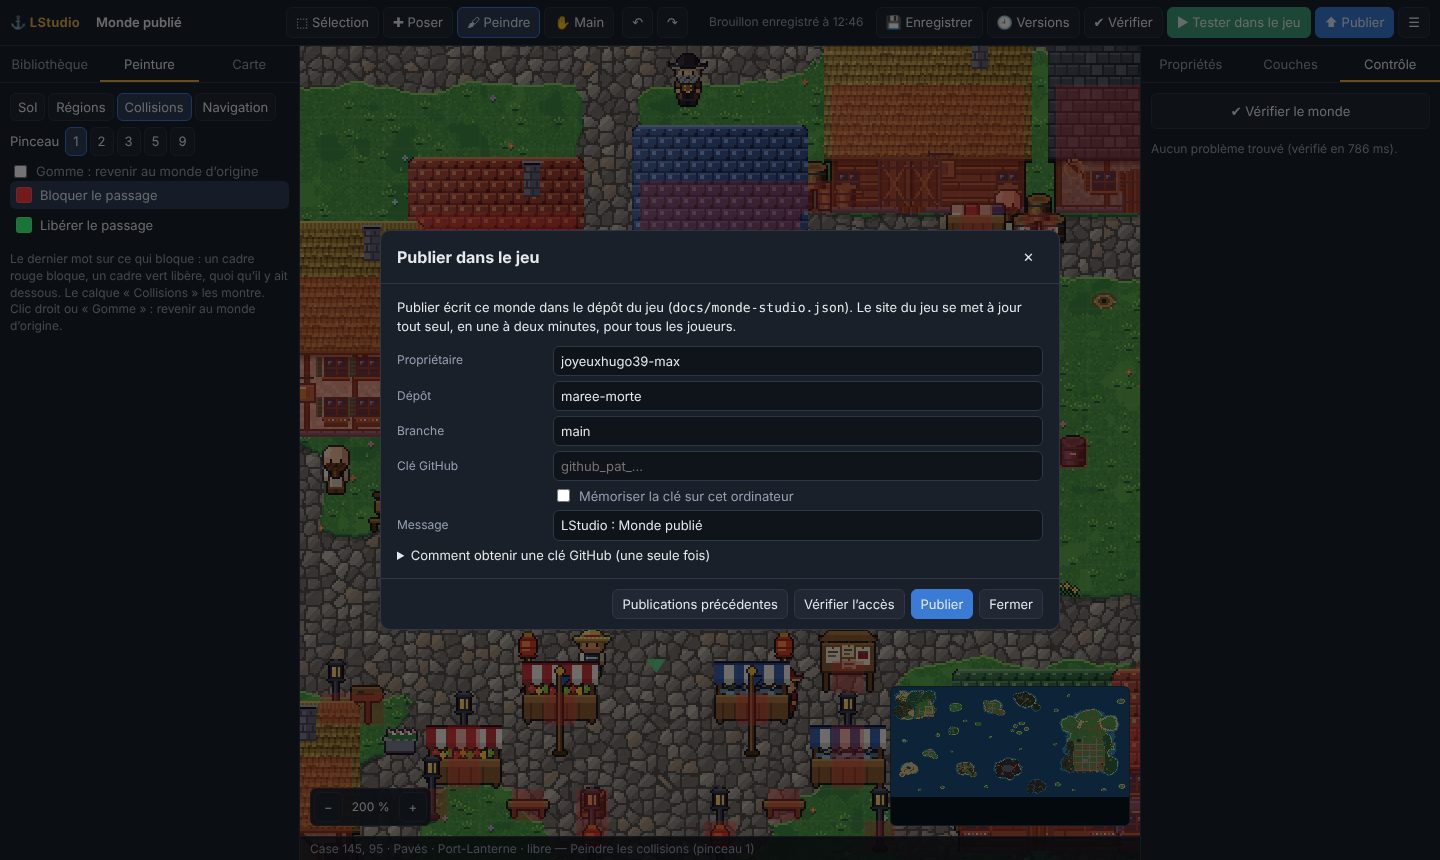 ⚓ LStudio Monde publié
⬚ Sélection ✚ Poser 🖌 Peindre ✋ Main ↶ ↷ Brouillon enregistré à 12:46 💾 Enregistrer 🕘 Versions ✔ Vérifier ▶ Tester dans le jeu ⬆ Publier ☰
Bibliothèque Peinture Carte
Propriétés Couches Contrôle
Sol Régions Collisions Navigation
✔ Vérifier le monde
Pinceau 1 2 3 5 9
Aucun problème trouvé (vérifié en 786 ms).
Gomme : revenir au monde d’origine
Bloquer le passage
Libérer le passage
Le dernier mot sur ce qui bloque : un cadre
rouge bloque, un cadre vert libère, quoi qu’il y ait
dessous. Le calque « Collisions » les montre.
Clic droit ou « Gomme » : revenir au monde
d’origine.
Publier dans le jeu ×
Publier écrit ce monde dans le dépôt du jeu (docs/monde-studio.json). Le site du jeu se met à jour
tout seul, en une à deux minutes, pour tous les joueurs.
Propriétaire joyeuxhugo39-max
Dépôt maree-morte
Branche main
Clé GitHub github_pat_…
Mémoriser la clé sur cet ordinateur
Message LStudio : Monde publié
▶ Comment obtenir une clé GitHub (une seule fois)
Publications précédentes Vérifier l’accès Publier Fermer
− 200 % +
Case 145, 95 · Pavés · Port-Lanterne · libre — Peindre les collisions (pinceau 1)